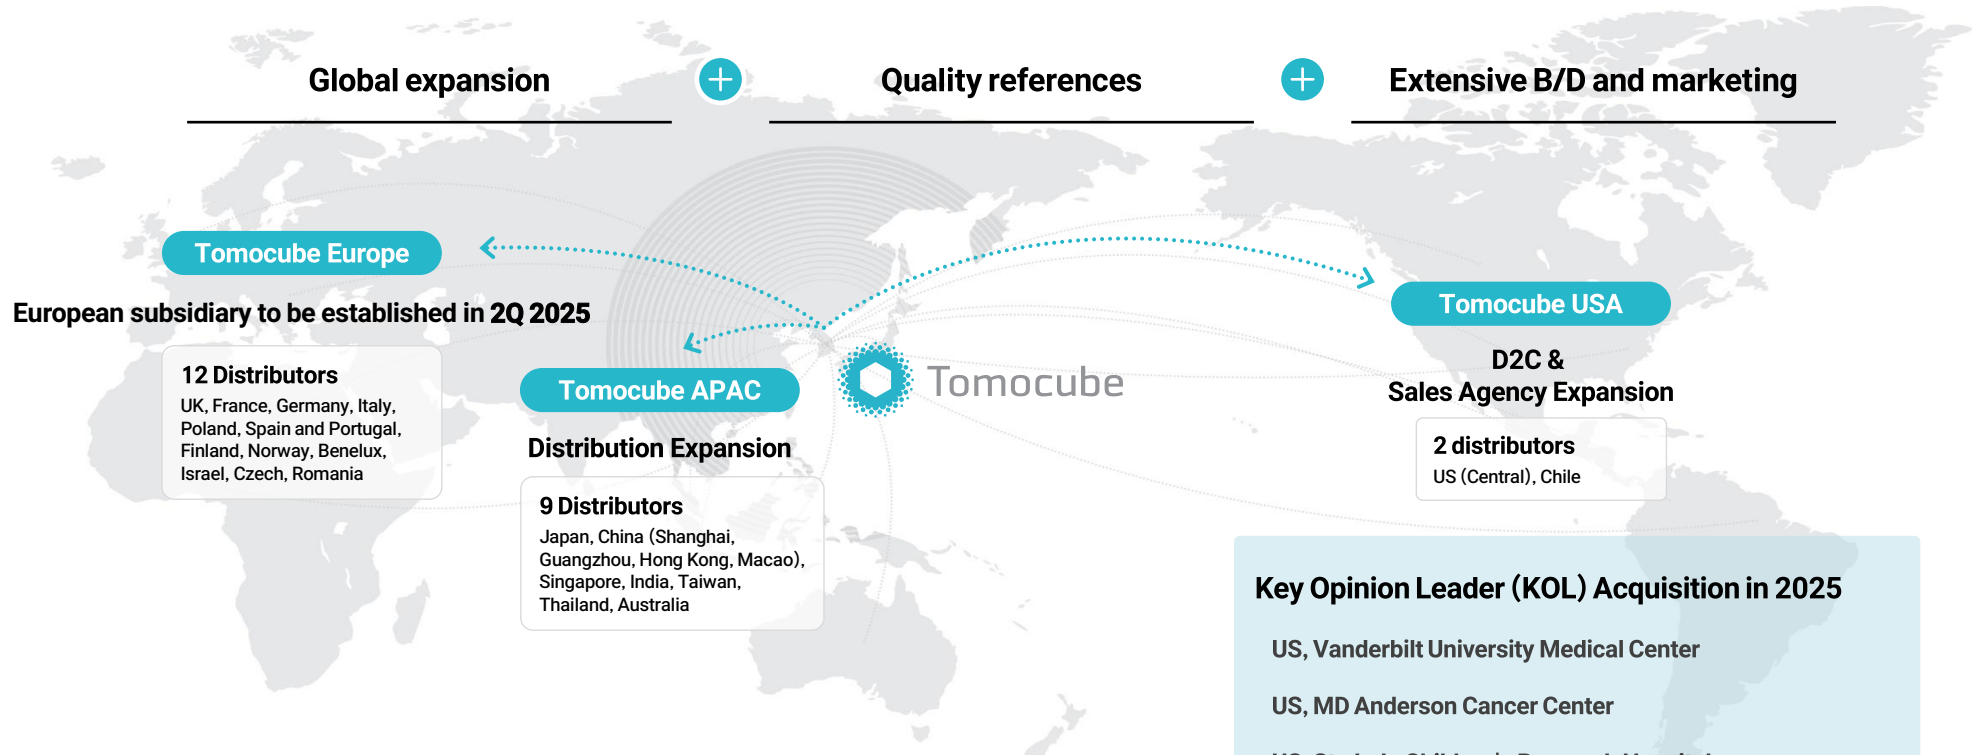 Global expansion
Quality references
Extensive B/D and marketing
Tomocube Europe
European subsidiary to be established in 2Q 2025
12 Distributors
UK, France, Germany, Italy,
Poland, Spain and Portugal,
Finland, Norway, Benelux,
Israel, Czech, Romania
Tomocube APAC
Distribution Expansion
9 Distributors
Japan, China (Shanghai,
Guangzhou, Hong Kong, Macao),
Singapore, India, Taiwan,
Thailand, Australia
Tomocube
Tomocube USA
D2C &
Sales Agency Expansion
2 distributors
US (Central), Chile
Key Opinion Leader (KOL) Acquisition in 2025
US, Vanderbilt University Medical Center
US, MD Anderson Cancer Center